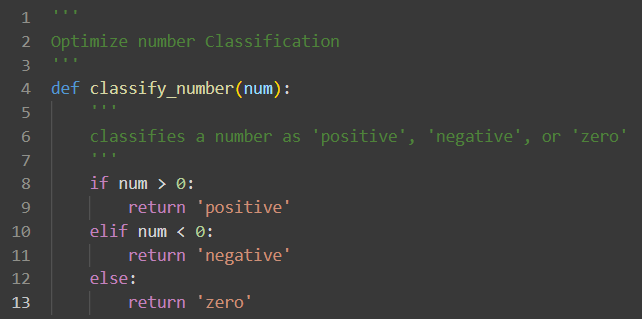 1 '''
2 Optimize number Classification
3 '''
4 def classify_number(num):
5     '''
6     classifies a number as 'positive', 'negative', or 'zero'
7     '''
8     if num > 0:
9         return 'positive'
10     elif num < 0:
11         return 'negative'
12     else:
13         return 'zero'